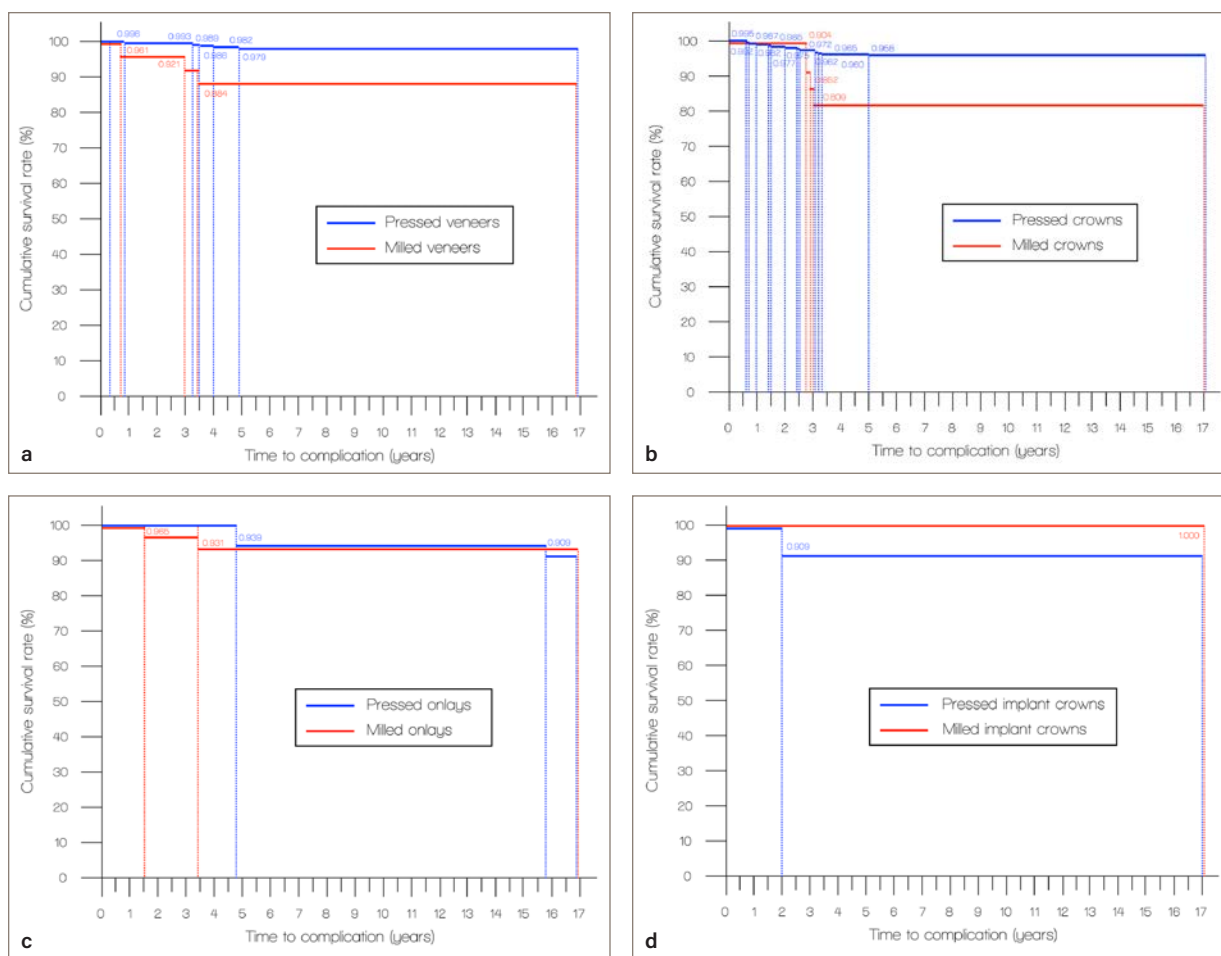 0.996 0.993 0.989 0.982
0.961 0.921 0.986 0.979
0.884
100
90
80
70
60
50
40
30
20
10
0
Cumulative survival rate (%)
Pressed veneers
Milled veneers
0 1 2 3 4 5 6 7 8 9 10 11 12 13 14 15 16 17
Time to complication (years)
a
0.995 0.987 0.985 0.904 0.972 0.965 0.958
0.977 0.962 0.960
0.852
0.809
100
90
80
70
60
50
40
30
20
10
0
Cumulative survival rate (%)
Pressed crowns
Milled crowns
0 1 2 3 4 5 6 7 8 9 10 11 12 13 14 15 16 17
Time to complication (years)
b
0.965 0.931 0.939 0.909
100
90
80
70
60
50
40
30
20
10
0
Cumulative survival rate (%)
Pressed onlays
Milled onlays
0 1 2 3 4 5 6 7 8 9 10 11 12 13 14 15 16 17
Time to complication (years)
c
0.909 1.000
100
90
80
70
60
50
40
30
20
10
0
Cumulative survival rate (%)
Pressed implant crowns
Milled implant crowns
0 1 2 3 4 5 6 7 8 9 10 11 12 13 14 15 16 17
Time to complication (years)
d